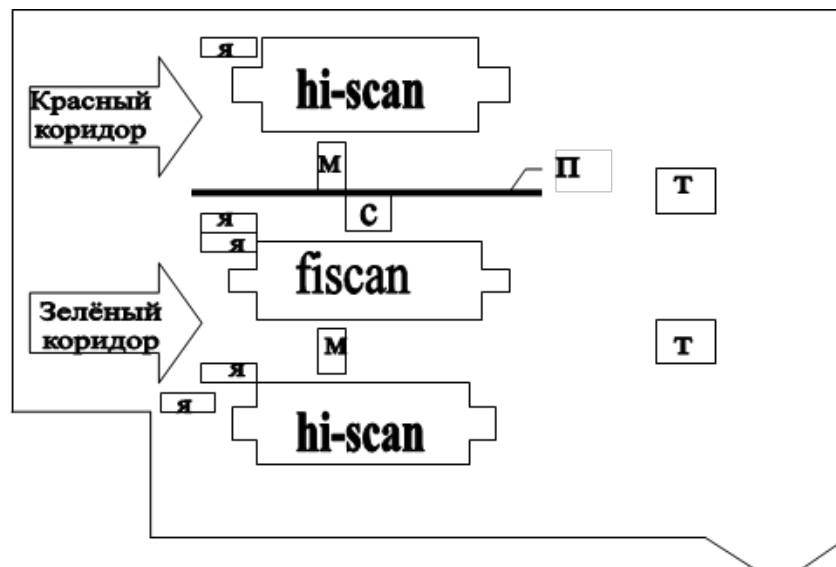 я
hi-scan
Красный
коридор
м
П
т
с
я
я
fiscan
Зелёный
коридор
м
т
я
я
hi-scan